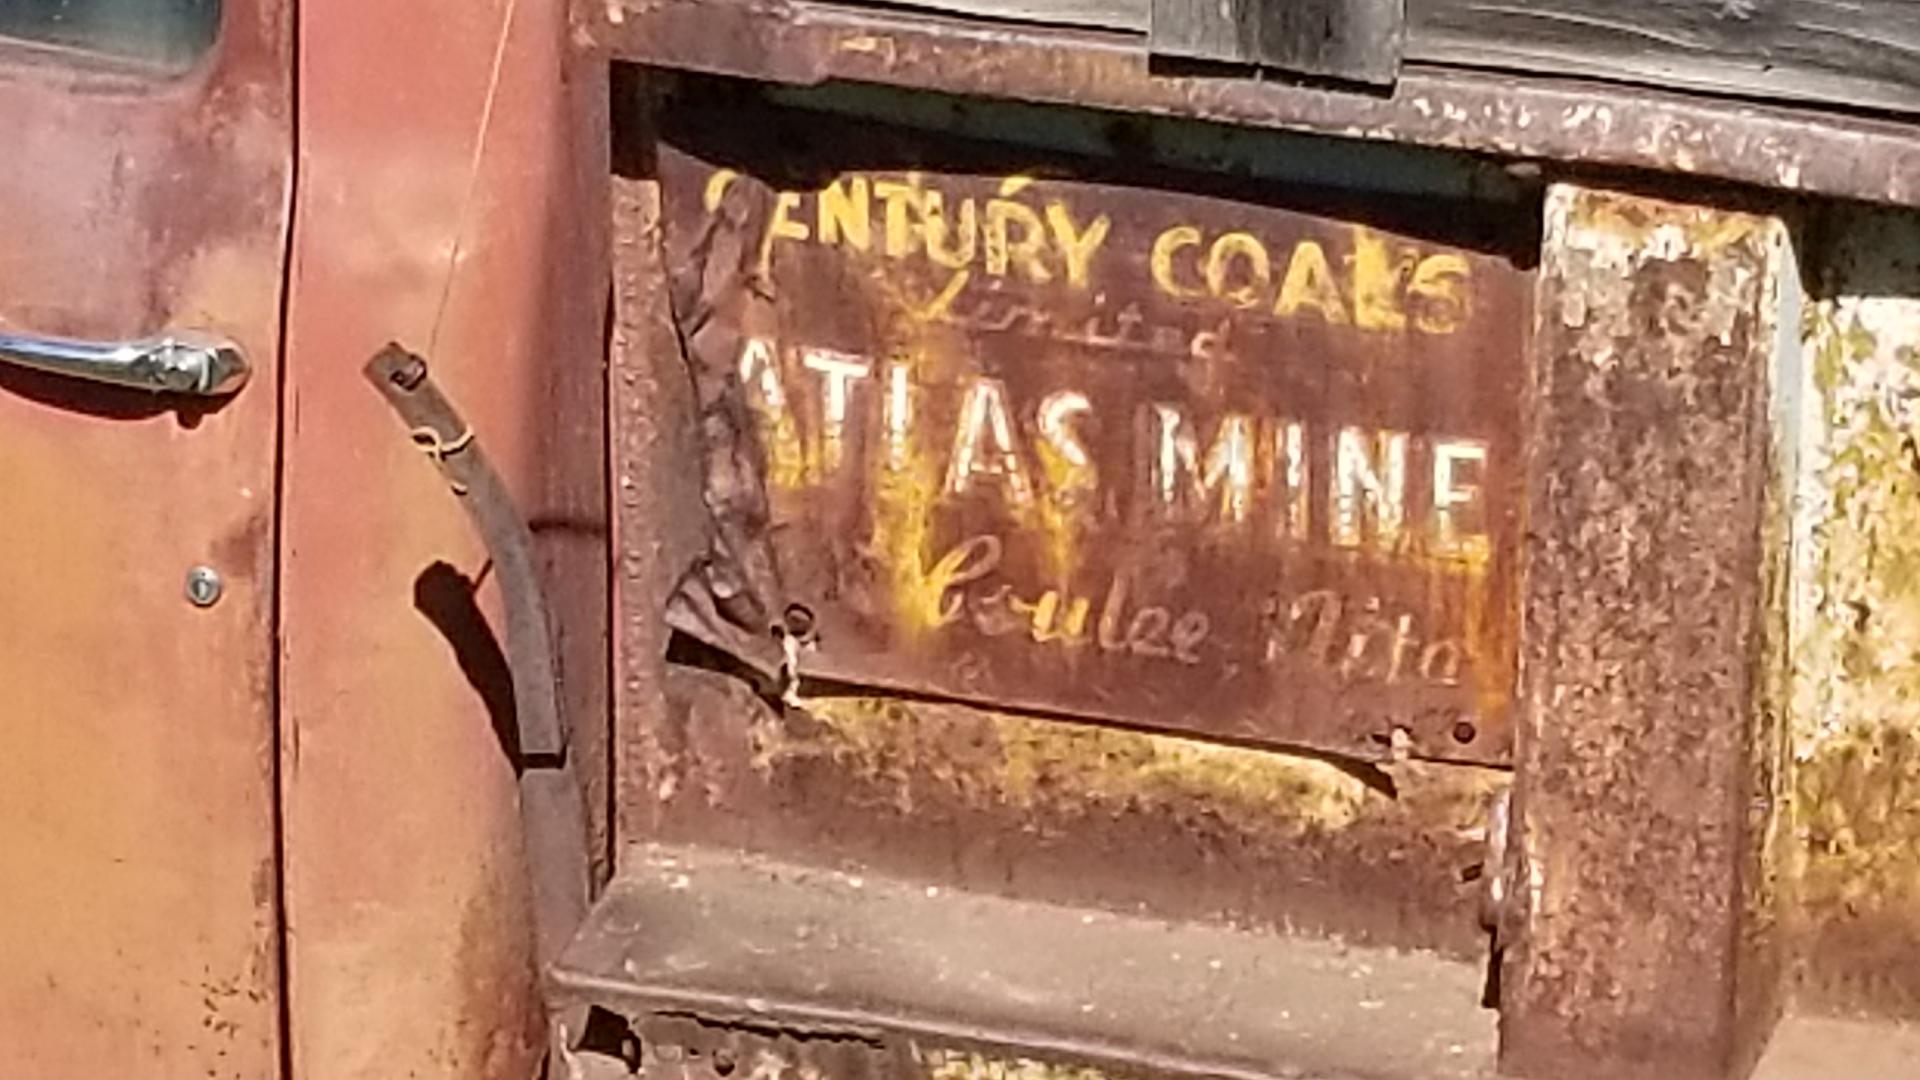 CENTURY COALS
Limited
ATLAS MINE
Coulee, Alta